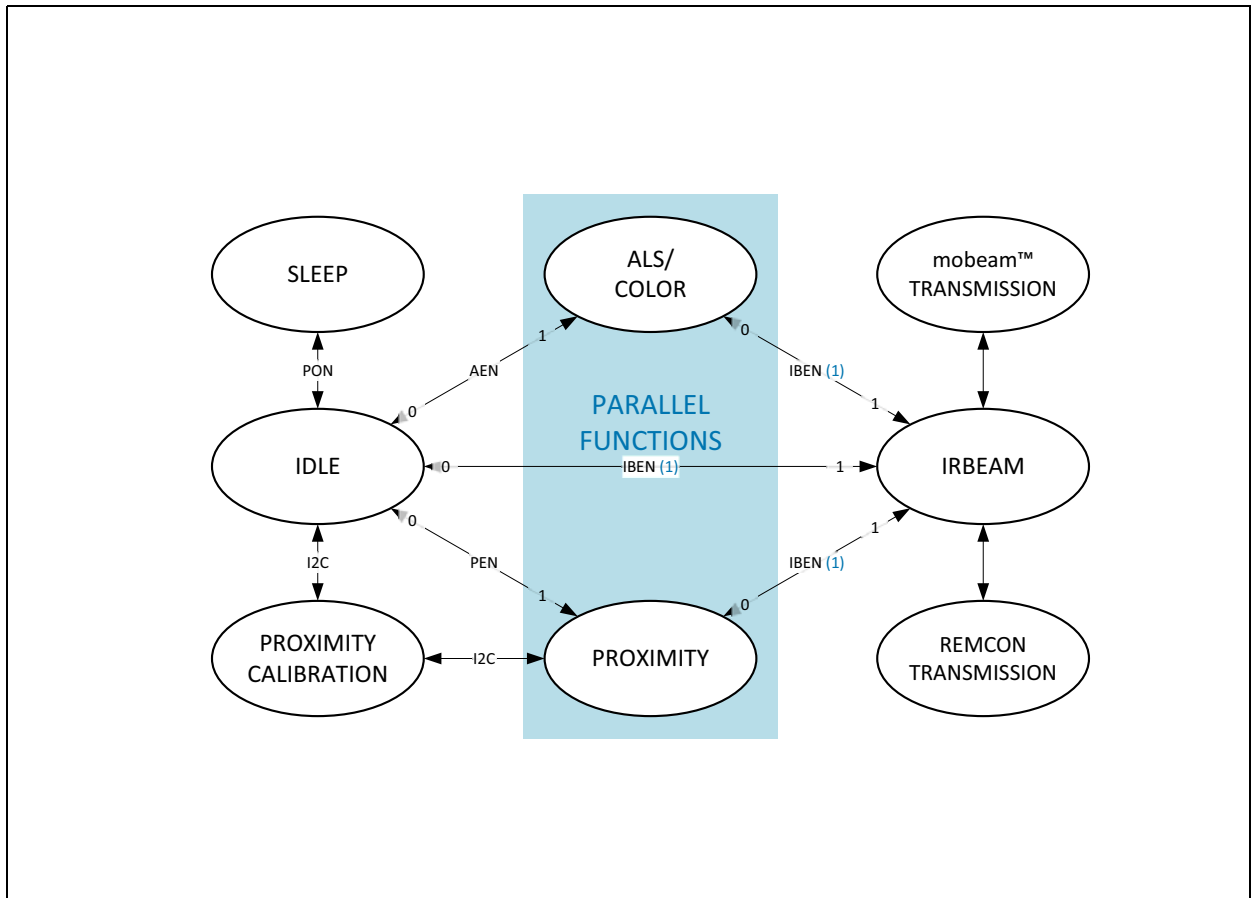 SLEEP
ALS/
COLOR
mobeam™
TRANSMISSION
1
0
PON
AEN
IBEN (1)
0
1
PARALLEL
FUNCTIONS
IDLE
0
IBEN (1)
1
IRBEAM
0
1
I2C
PEN
IBEN (1)
1
0
PROXIMITY
CALIBRATION
I2C
PROXIMITY
REMCON
TRANSMISSION